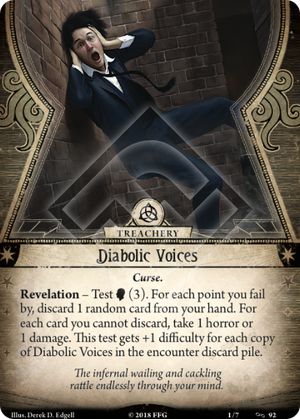 TREACHERY
Diabolic Voices
Curse.
Revelation – Test (3). For each point you fail
by, discard 1 random card from your hand. For
each card you cannot discard, take 1 horror or
1 damage. This test gets +1 difficulty for each copy
of Diabolic Voices in the encounter discard pile.
The infernal wailing and cackling
rattle endlessly through your mind.
Illus. Derek D. Edgell © 2018 FFG 1/7 92